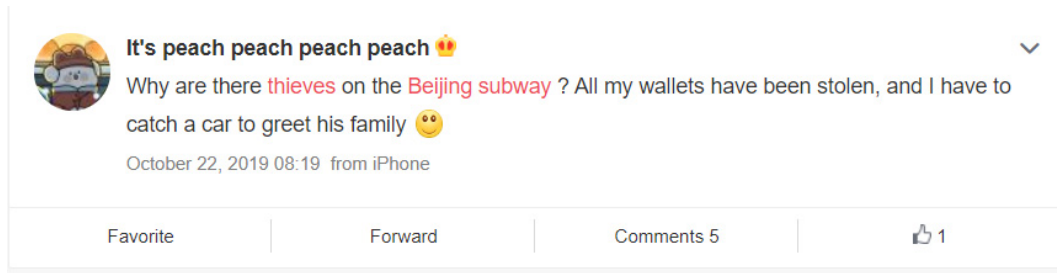 It's peach peach peach peach
Why are there thieves on the Beijing subway ? All my wallets have been stolen, and I have to
catch a car to greet his family
October 22, 2019 08:19 from iPhone
Favorite Forward Comments 5 1